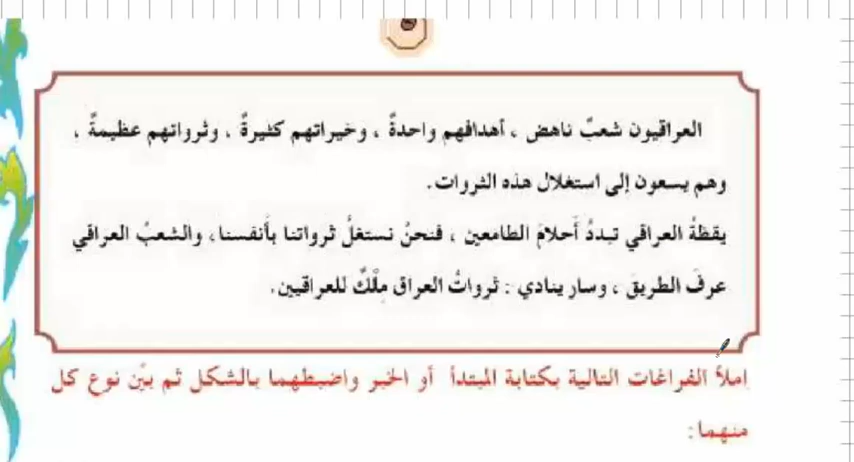 العراقيون شعبٌ ناهض ، أهدافهم واحدةٌ ، وخيراتهم كثيرةٌ ، وثرواتهم عظيمةٌ ،
وهم يسعون إلى استغلال هذه الثروات .
يقظةُ العراقي تبددُ أحلامَ الطامعين ، فنحنُ نستغلُ ثرواتنا بأنفسنا، والشعبُ العراقي
عرفَ الطريقَ ، وسار ينادي : ثرواتُ العراق ملْكٌ للعراقيين .
املأ الفراغات التالية بكتابة المبتدأ أو الخبر واضبطهما بالشكل ثم بيّن نوع كل
منهما: